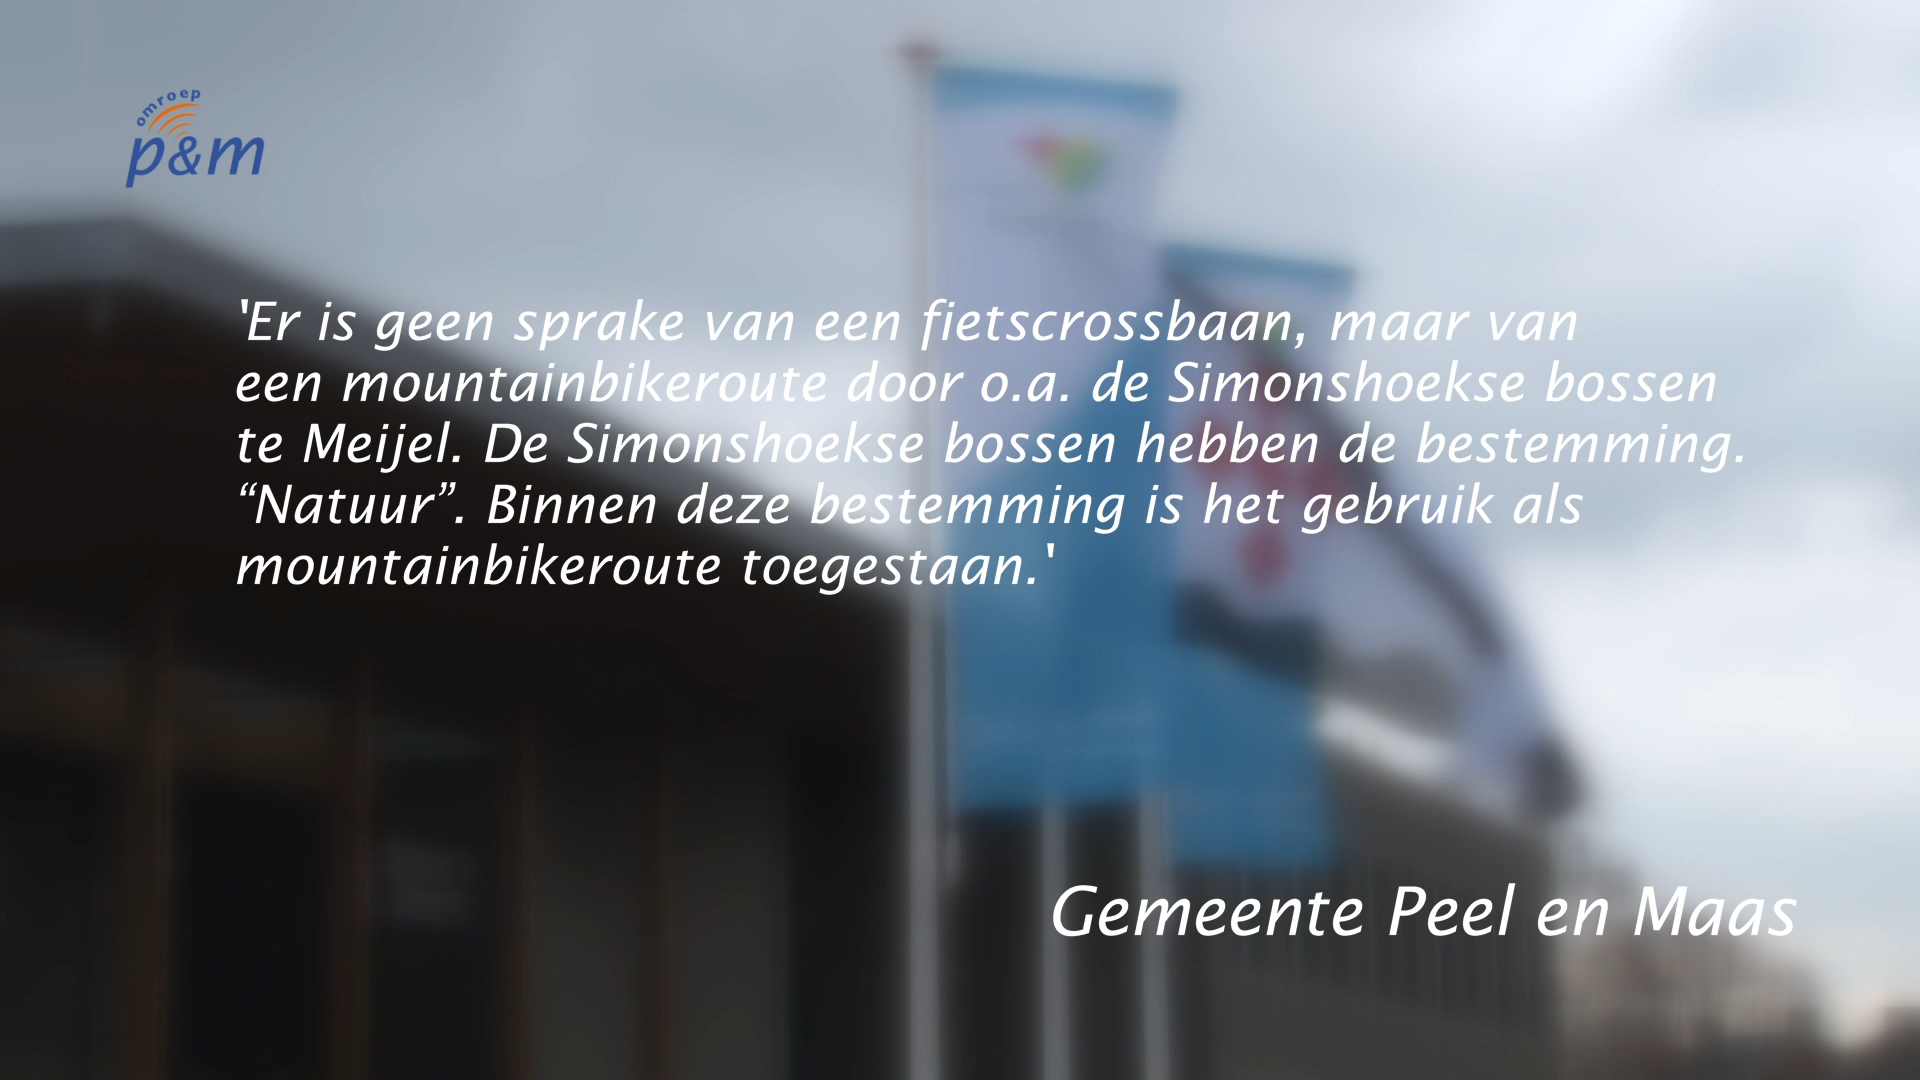 omroep
p&m
'Er is geen sprake van een fietscrossbaan, maar van
een mountainbikeroute door o.a. de Simonshoekse bossen
te Meijel. De Simonshoekse bossen hebben de bestemming.
“Natuur”. Binnen deze bestemming is het gebruik als
mountainbikeroute toegestaan.'
Gemeente Peel en Maas